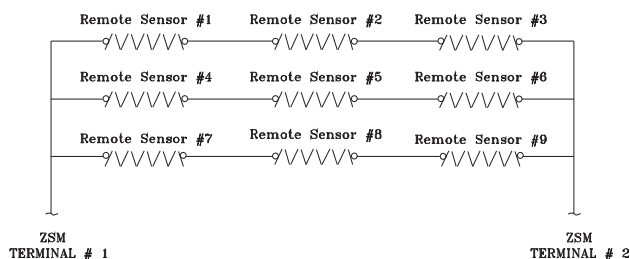 Remote Sensor #1 Remote Sensor #2 Remote Sensor #3
Remote Sensor #4 Remote Sensor #5 Remote Sensor #6
Remote Sensor #7 Remote Sensor #8 Remote Sensor #9
ZSM ZSM
TERMINAL # 1 TERMINAL # 2